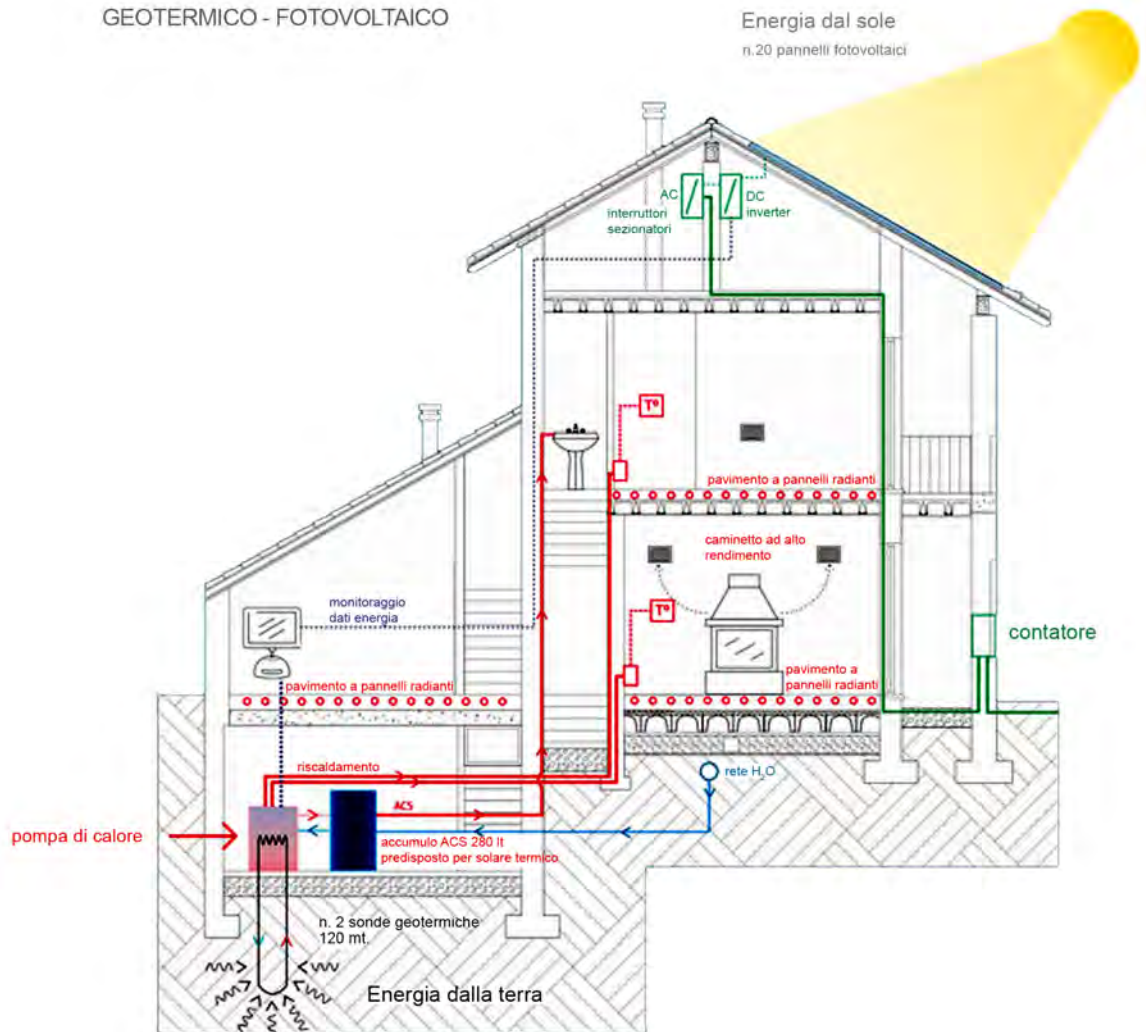 GEOTERMICO - FOTOVOLTAICO
Energia dal sole
n.20 pannelli fotovoltaici
AC
DC
inverter
interruttori
sezionatori
T°
pavimento a pannelli radianti
caminetto ad alto
rendimento
monitoraggio
dati energia
T°
contatore
pavimento a
pannelli radianti
pavimento a pannelli radianti
riscaldamento
rete H₂O
ACS
pompa di calore
accumulo ACS 280 lt
predisposto per solare termico
n. 2 sonde geotermiche
120 mt.
Energia dalla terra